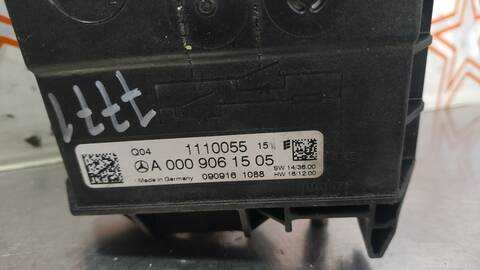 1771
Q04 1110055 15
A 000 906 15 05
Made in Germany 090916 1088
SW 14/36.00
HW 16/12.00